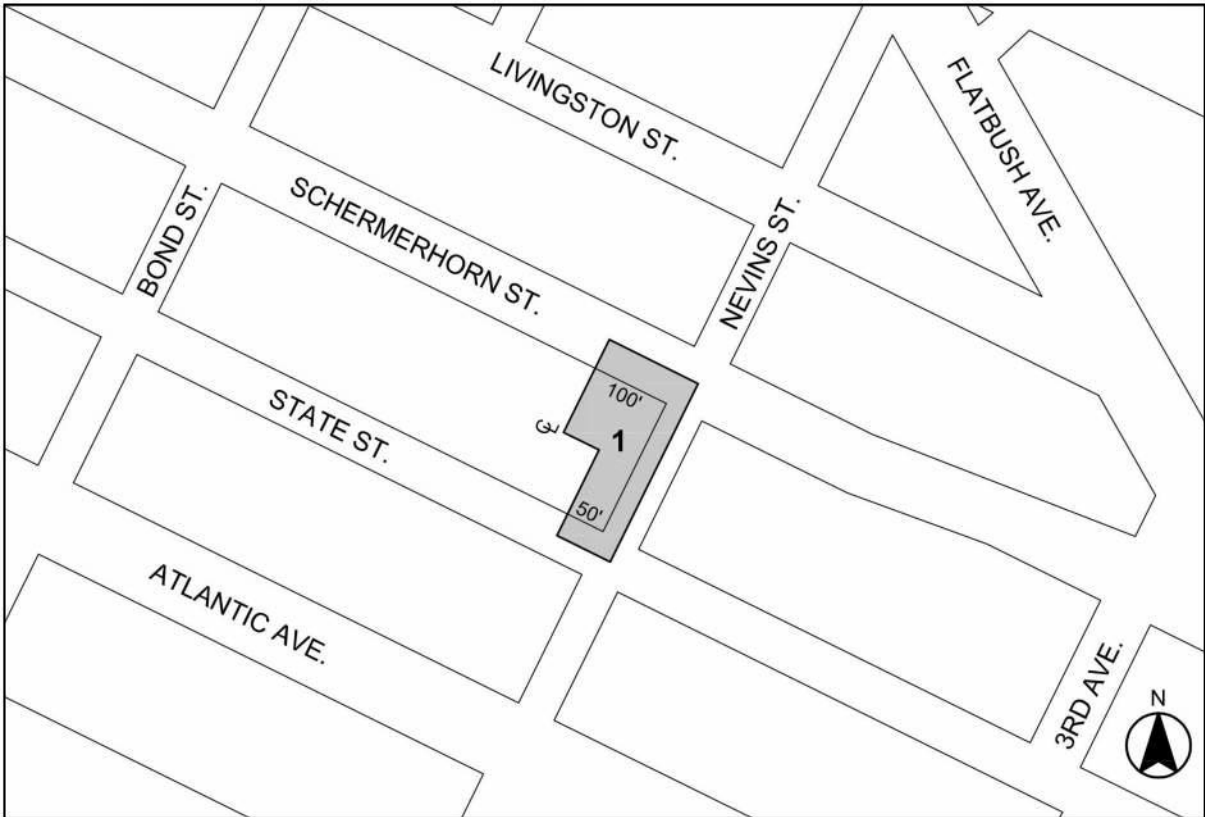 LIVINGSTON ST.
FLATBUSH AVE.
SCHERMERHORN ST.
BOND ST.
NEVINS ST.
100'
1
STATE ST.
50'
ATLANTIC AVE.
3RD AVE.
N